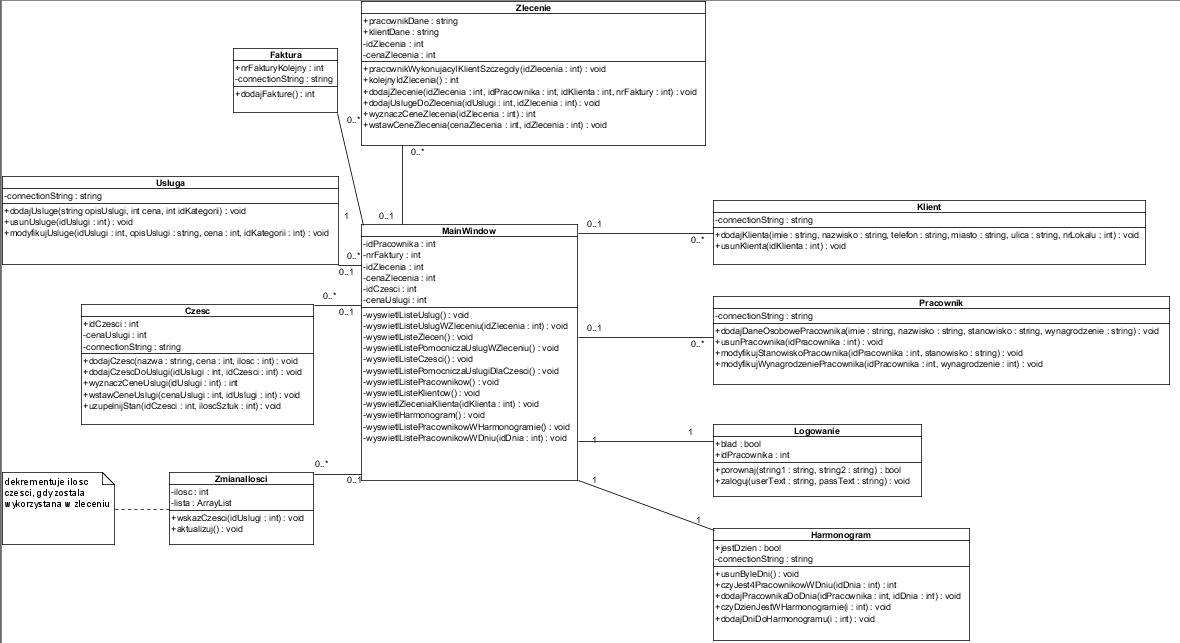 Zlecenie
+pracownikDane : string
+klientDane : string
-idZlecenia : int
-cenaZlecenia : int
+pracownikWykonujacyIKlientSzczegoly(idZlecenia : int) : void
+kolejnyIdZlecenia() : int
+dodajZlecenie(idZlecenia : int, idPracownika : int, idKlienta : int, nrFaktury : int) : void
+dodajUslugeDoZlecenia(idUslugi : int, idZlecenia : int) : void
+wyznaczCeneZlecenia(idZlecenia : int) : int
+wstawCeneZlecenia(cenaZlecenia : int, idZlecenia : int) : void
Faktura
+nrFakturyKolejny : int
-connectionString : string
+dodajFakture() : int
0..*
0..*
Usluga
-connectionString : string
+dodajUsluge(string opisUslugi, int cena, int idKategorii) : void
+usunUsluge(idUslugi : int) : void
+modyfikujUsluge(idUslugi : int, opisUslugi : string, cena : int, idKategorii : int) : void
1
0..1
0..*
0..1
MainWindow
-idPracownika : int
-nrFaktury : int
-idZlecenia : int
-cenaZlecenia : int
-idCzesci : int
-cenaUslugi : int
-wyswietlListeUslug() : void
-wyswietlListeUslugWZleceniu(idZlecenia : int) : void
-wyswietlListeZlecen() : void
-wyswietlListePomocniczaUslugWZleceniu() : void
-wyswietlListeCzesci() : void
-wyswietlListePomocniczaUslugiDlaCzesci() : void
-wyswietlListePracownikow() : void
-wyswietlListeKlientow() : void
-wyswietlZleceniaKlienta(idKlienta : int) : void
-wyswietlHarmonogram() : void
-wyswietlListePracownikowWHarmonogramie() : void
-wyswietlListePracownikowWDniu(idDnia : int) : void
0..1
0..*
Klient
-connectionString : string
+dodajKlienta(imie : string, nazwisko : string, telefon : string, miasto : string, ulica : string, nrLokalu : int) : void
+usunKlienta(idKlienta : int) : void
0..*
0..1
Czesc
+idCzesci : int
-cenaUslugi : int
-connectionString : string
+dodajCzesc(nazwa : string, cena : int, ilosc : int) : void
+dodajCzescDoUslugi(idUslugi : int, idCzesci : int) : void
+wyznaczCeneUslugi(idUslugi : int) : int
+wstawCeneUslugi(cenaUslugi : int, idUslugi : int) : void
+uzupelnijStan(idCzesci : int, iloscSztuk : int) : void
0..1
0..*
Pracownik
-connectionString : string
+dodajDaneOsobowePracownika(imie : string, nazwisko : string, stanowisko : string, wynagrodzenie : string) : void
+usunPracownika(idPracownika : int) : void
+modyfikujStanowiskoPracownika(idPracownika : int, stanowisko : string) : void
+modyfikujWynagrodzeniePracownika(idPracownika : int, wynagrodzenie : int) : void
1
1
Logowanie
+blad : bool
+idPracownika : int
+porownaj(string1 : string, string2 : string) : bool
+zaloguj(userText : string, passText : string) : void
0..*
0..1
dekrementuje ilosc
czesci, gdy zostala
wykorzystana w zleceniu
ZmianaIlosci
-ilosc : int
-lista : ArrayList
+wskazCzesci(idUslugi : int) : void
+aktualizuj() : void
1
1
Harmonogram
+jestDzien : bool
-connectionString : string
+usunByleDni() : void
+czyJest4PracownikowWDniu(idDnia : int) : int
+dodajPracownikaDoDnia(idPracownika : int, idDnia : int) : void
+czyDzienJestWHarmonogramie(i : int) : void
+dodajDniDoHarmonogramu(i : int) : void